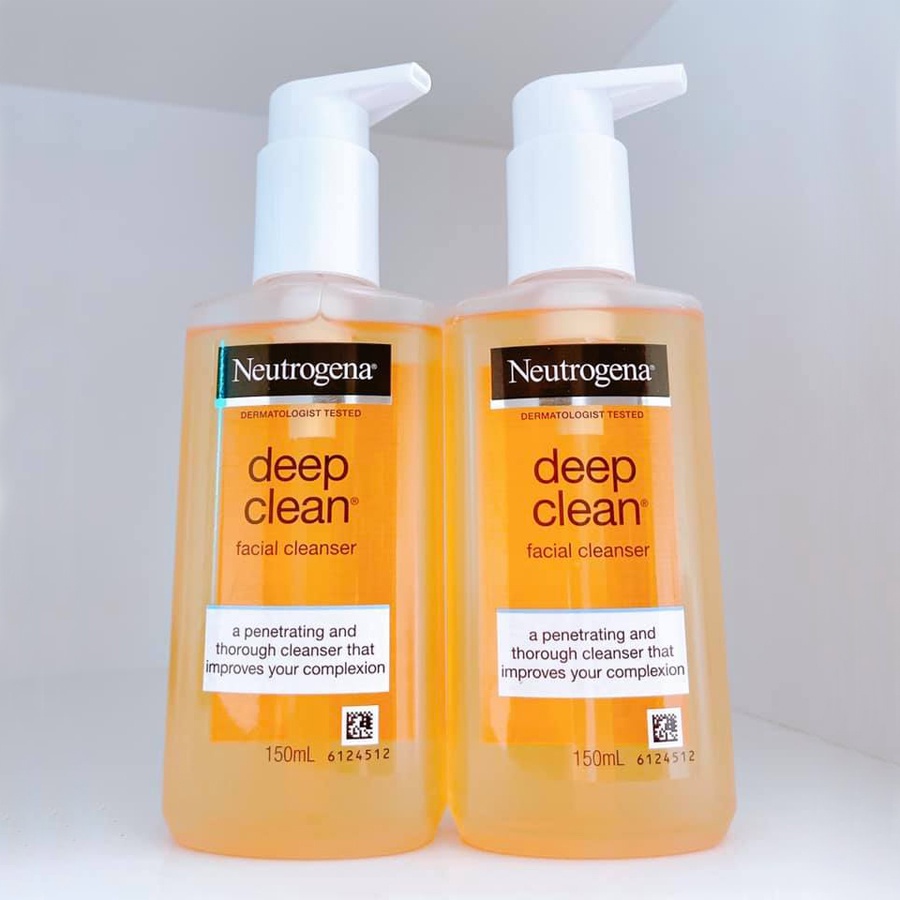 Neutrogena®
DERMATOLOGIST TESTED
deep
clean®
facial cleanser
a penetrating and
thorough cleanser that
improves your complexion
150mL 6124512
Neutrogena®
DERMATOLOGIST TESTED
deep
clean®
facial cleanser
a penetrating and
thorough cleanser that
improves your complexion
150mL 6124512